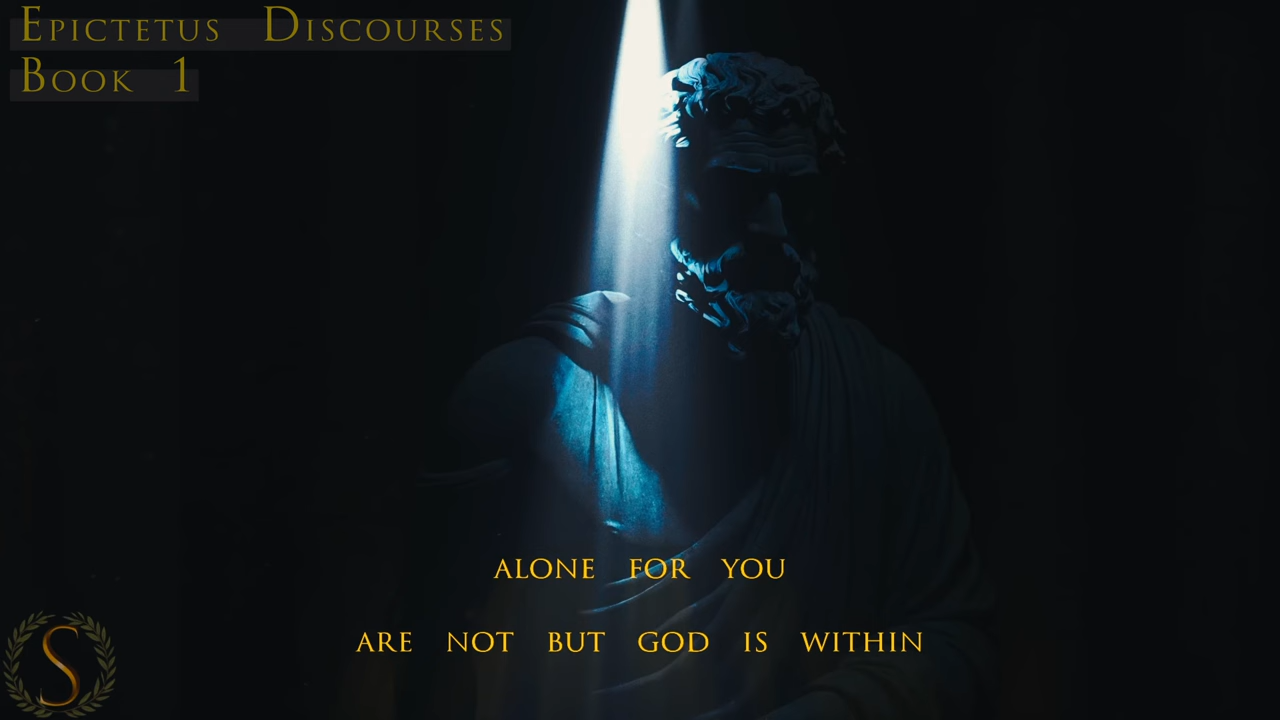 Epictetus Discourses
Book 1
ALONE FOR YOU
ARE NOT BUT GOD IS WITHIN
S